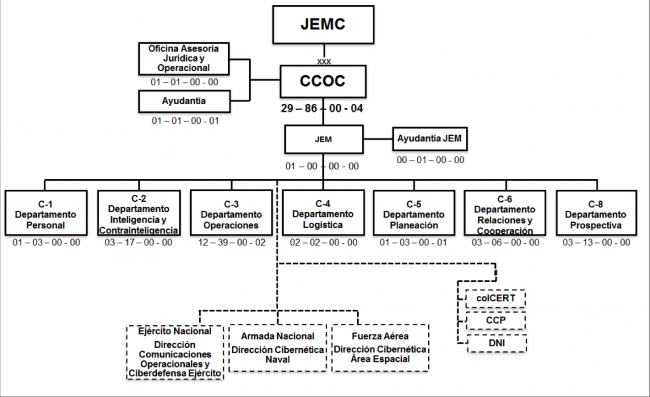 JEMC
xxx
Oficina Asesoría
Jurídica y
Operacional
01 – 01 – 00 - 00
CCOC
Ayudantía
01 – 01 – 00 - 01
29 – 86 – 00 - 04
JEM
01 – 00 – 00 - 00
Ayudantía JEM
00 – 01 – 00 - 00
C-1
Departamento
Personal
01 – 03 – 00 - 00
C-2
Departamento
Inteligencia y
Contrainteligencia
03 – 17 – 00 - 00
C-3
Departamento
Operaciones
12 – 39 – 00 - 02
C-4
Departamento
Logística
02 – 02 – 00 - 00
C-5
Departamento
Planeación
01 – 03 – 00 - 01
C-6
Departamento
Relaciones y
Cooperación
03 – 06 – 00 - 00
C-8
Departamento
Prospectiva
03 – 13 – 00 - 00
colCERT
CCP
DNI
Ejército Nacional
Dirección
Comunicaciones
Operacionales y
Ciberdefensa Ejército
Armada Nacional
Dirección Cibernética
Naval
Fuerza Aérea
Dirección Cibernética
Área Espacial